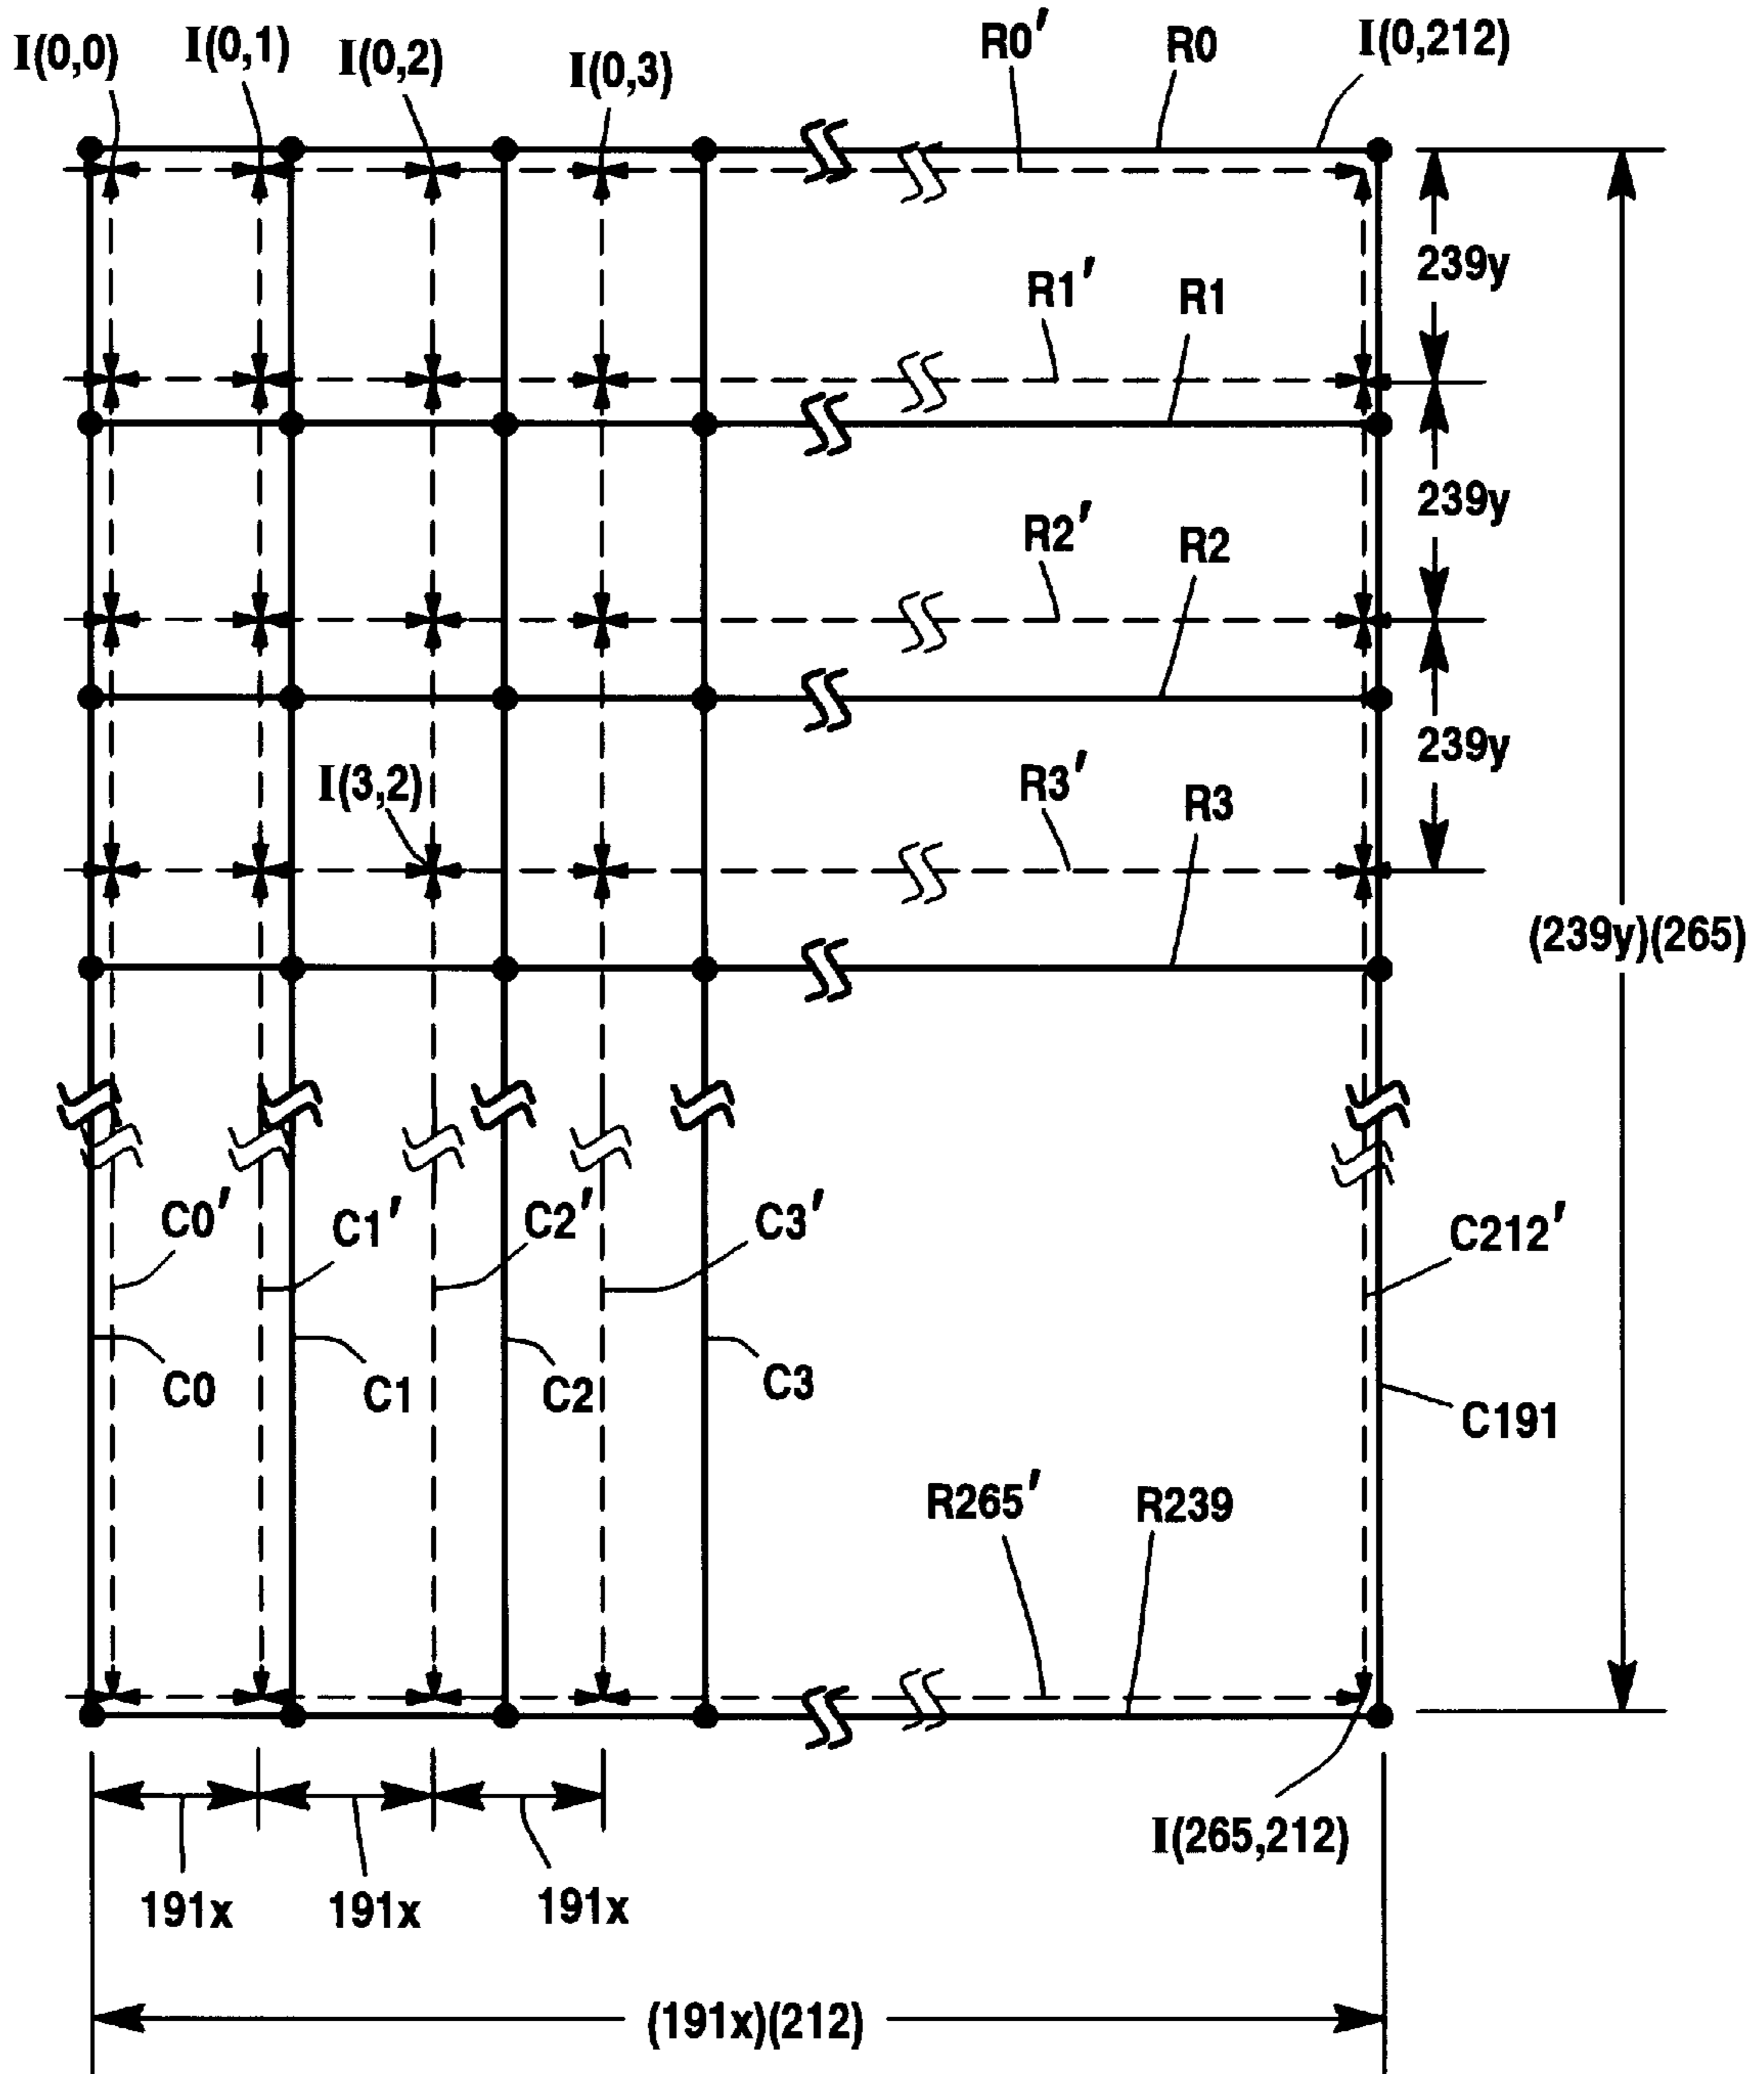 I(0,0)
I(0,1)
I(0,2)
I(0,3)
R0′
R0
I(0,212)
239y
R1′
R1
239y
R2′
R2
239y
I(3,2)
R3′
R3
(239y)(265)
C0′
C1′
C2′
C3′
C212′
C0
C1
C2
C3
C191
R265′
R239
I(265,212)
191x
191x
191x
(191x)(212)